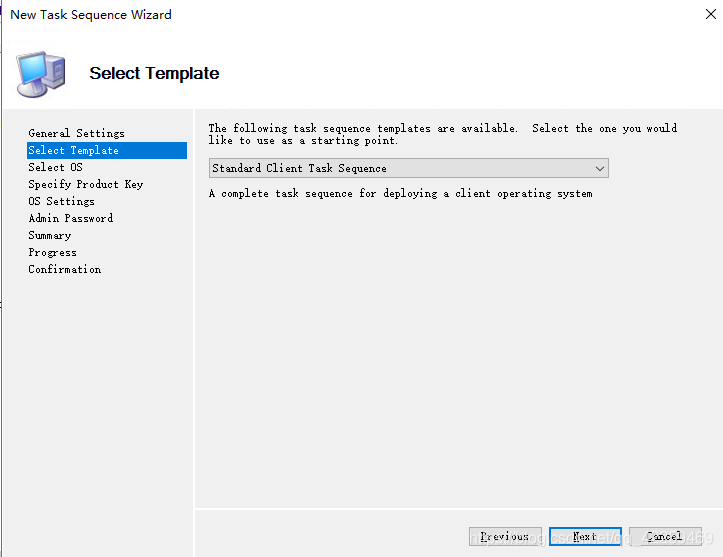 New Task Sequence Wizard
Select Template
General Settings
Select Template
Select OS
Specify Product Key
OS Settings
Admin Password
Summary
Progress
Confirmation
The following task sequence templates are available. Select the one you would
like to use as a starting point.
Standard Client Task Sequence
A complete task sequence for deploying a client operating system
Previous
Next
Cancel